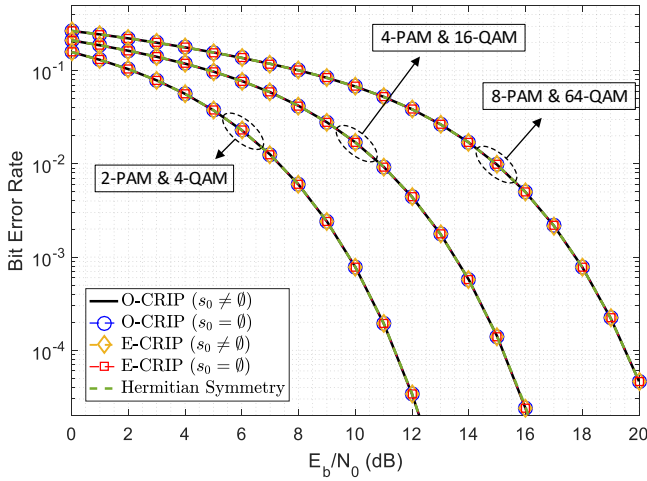 4-PAM & 16-QAM
8-PAM & 64-QAM
2-PAM & 4-QAM
Bit Error Rate
10^{-1}
10^{-2}
10^{-3}
10^{-4}
O-CRIP (s_0 ≠ ∅)
O-CRIP (s_0 = ∅)
E-CRIP (s_0 ≠ ∅)
E-CRIP (s_0 = ∅)
Hermitian Symmetry
0 2 4 6 8 10 12 14 16 18 20
E_b/N_0 (dB)